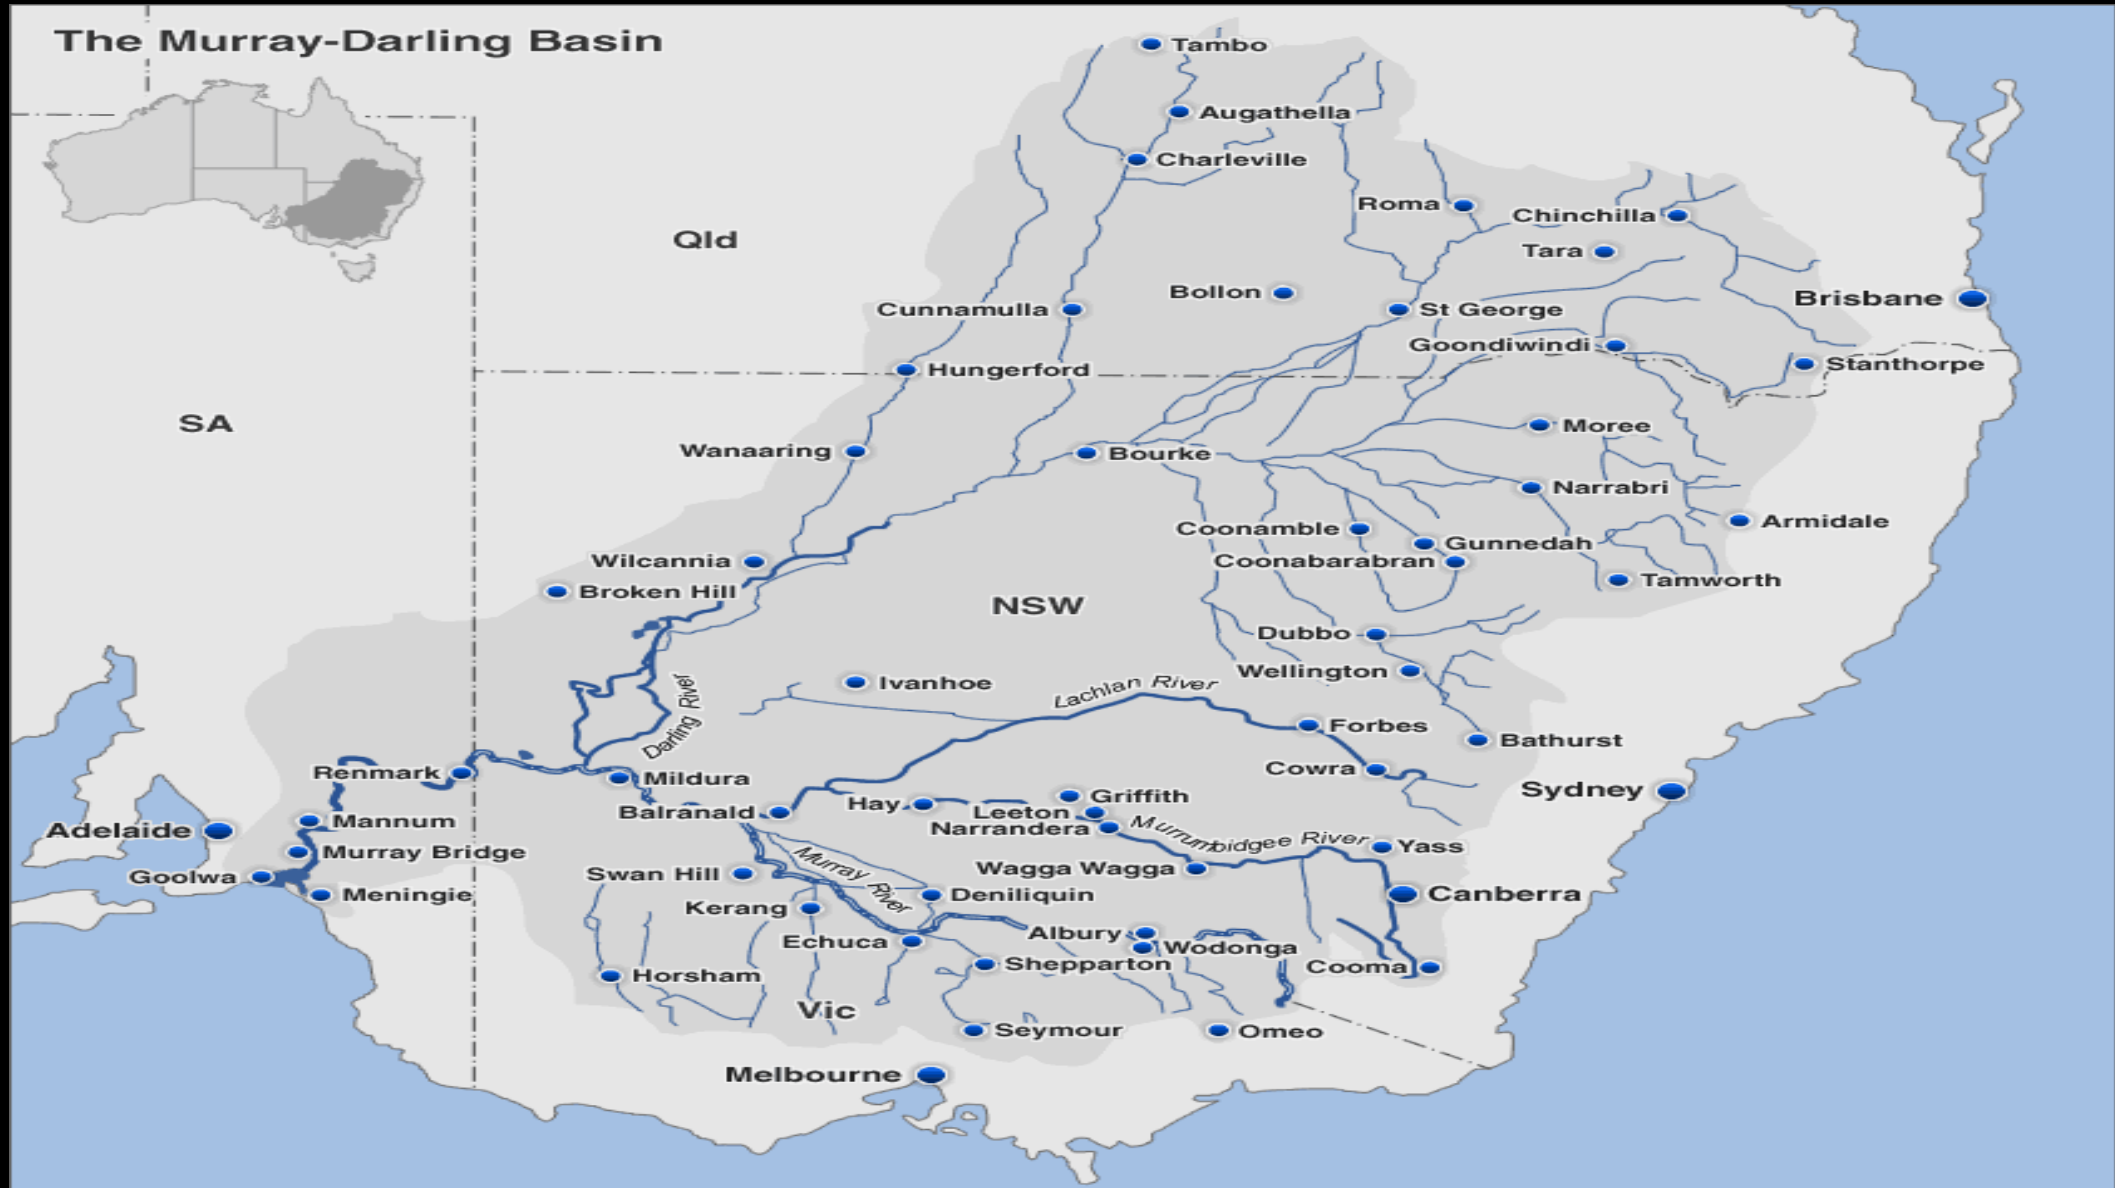 The Murray-Darling Basin
Tambo
Augathella
Charleville
Roma
Chinchilla
Qld
Tara
Bollon
Brisbane
Cunnamulla
St George
Goondiwindi
Stanthorpe
Hungerford
SA
Moree
Wanaaring
Bourke
Narrabri
Armidale
Coonamble
Gunnedah
Wilcannia
Coonabarabran
Tamworth
Broken Hill
NSW
Dubbo
Wellington
Ivanhoe
Lachlan River
Darling River
Forbes
Bathurst
Renmark
Mildura
Cowra
Sydney
Griffith
Hay
Balranald
Leeton
Mannum
Narrandera
Adelaide
Murrumbidgee River
Yass
Murray Bridge
Wagga Wagga
Swan Hill
Murray River
Goolwa
Meningie
Deniliquin
Canberra
Kerang
Albury
Echuca
Wodonga
Shepparton
Cooma
Horsham
Vic
Seymour
Omeo
Melbourne